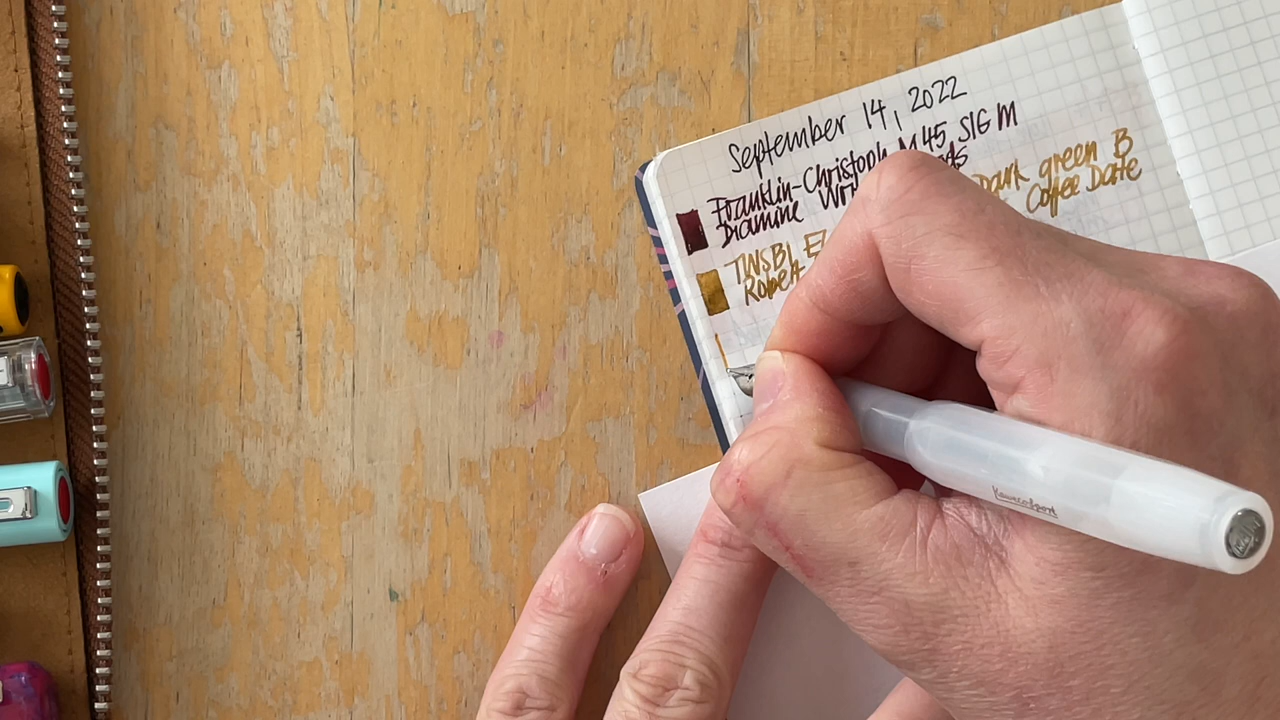 September 14, 2022
Franklin-Christoph M45, SIG M
Diamine
TWSBI dark green B
Robert Coffee Date
Kaweco Sport